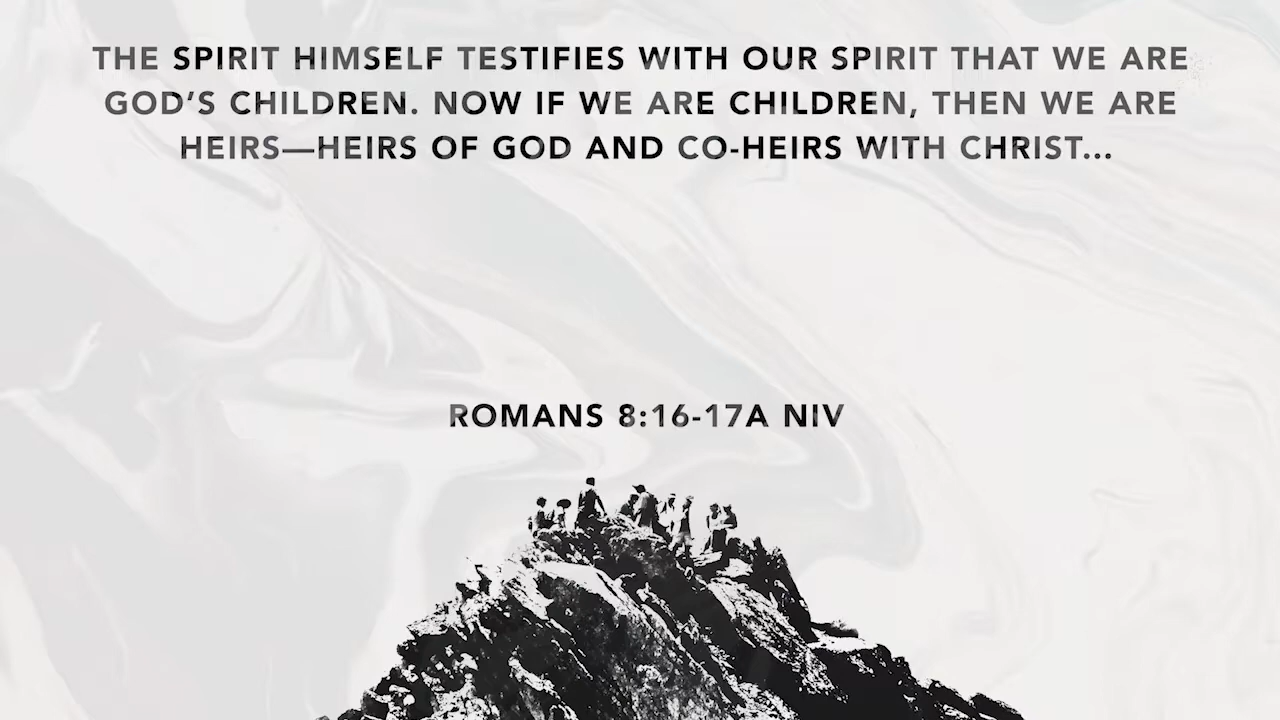 THE SPIRIT HIMSELF TESTIFIES WITH OUR SPIRIT THAT WE ARE
GOD’S CHILDREN. NOW IF WE ARE CHILDREN, THEN WE ARE
HEIRS—HEIRS OF GOD AND CO-HEIRS WITH CHRIST...
ROMANS 8:16-17A NIV